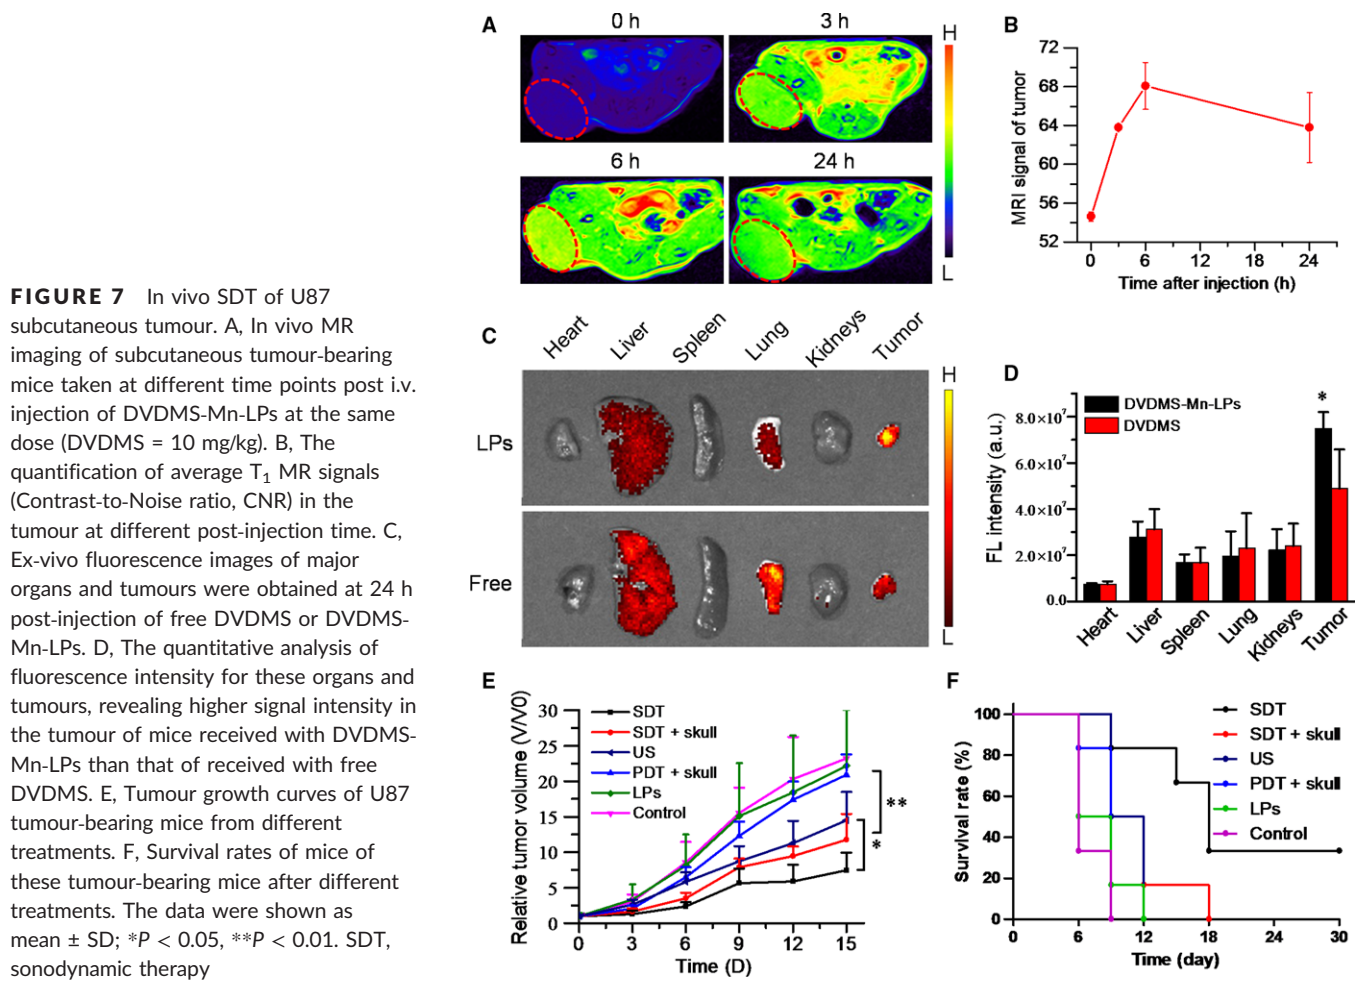 FIGURE 7 In vivo SDT of U87
subcutaneous tumour. A, In vivo MR
imaging of subcutaneous tumour-bearing
mice taken at different time points post i.v.
injection of DVDMS-Mn-LPs at the same
dose (DVDMS = 10 mg/kg). B, The
quantification of average T1 MR signals
(Contrast-to-Noise ratio, CNR) in the
tumour at different post-injection time. C,
Ex-vivo fluorescence images of major
organs and tumours were obtained at 24 h
post-injection of free DVDMS or DVDMS-
Mn-LPs. D, The quantitative analysis of
fluorescence intensity for these organs and
tumours, revealing higher signal intensity in
the tumour of mice received with DVDMS-
Mn-LPs than that of received with free
DVDMS. E, Tumour growth curves of U87
tumour-bearing mice from different
treatments. F, Survival rates of mice of
these tumour-bearing mice after different
treatments. The data were shown as
mean ± SD; *P < 0.05, **P < 0.01. SDT,
sonodynamic therapy
A
0 h
3 h
6 h
24 h
H
L
B
MRI signal of tumor
72
68
64
60
56
52
0 6 12 18 24
Time after injection (h)
C
Heart Liver Spleen Lung Kidneys Tumor
LPs
Free
H
L
D
FL intensity (a.u.)
8.0×10⁷
6.0×10⁷
4.0×10⁷
2.0×10⁷
0.0
DVDMS-Mn-LPs
DVDMS
*
Heart Liver Spleen Lung Kidneys Tumor
E
Relative tumor volume (V/V0)
30
25
20
15
10
5
0
SDT
SDT + skull
US
PDT + skull
LPs
Control
**
*
0 3 6 9 12 15
Time (D)
F
Survival rate (%)
100
80
60
40
20
0
SDT
SDT + skull
US
PDT + skull
LPs
Control
0 6 12 18 24 30
Time (day)